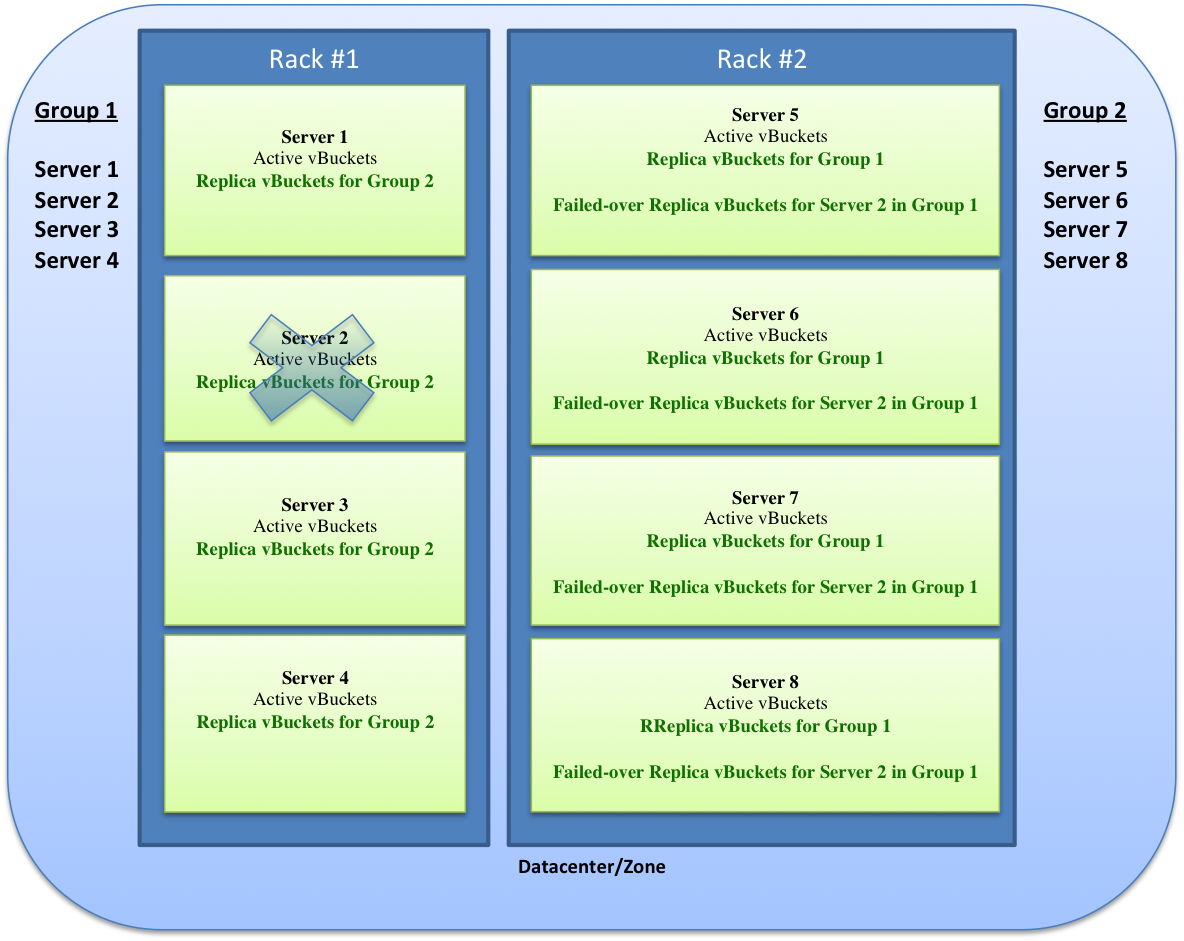 Rack #1
Rack #2
Group 1
Server 1
Server 2
Server 3
Server 4
Server 1
Active vBuckets
Replica vBuckets for Group 2
Server 2
Active vBuckets
Replica vBuckets for Group 2
Server 3
Active vBuckets
Replica vBuckets for Group 2
Server 4
Active vBuckets
Replica vBuckets for Group 2
Server 5
Active vBuckets
Replica vBuckets for Group 1
Failed-over Replica vBuckets for Server 2 in Group 1
Server 6
Active vBuckets
Replica vBuckets for Group 1
Failed-over Replica vBuckets for Server 2 in Group 1
Server 7
Active vBuckets
Replica vBuckets for Group 1
Failed-over Replica vBuckets for Server 2 in Group 1
Server 8
Active vBuckets
RReplica vBuckets for Group 1
Failed-over Replica vBuckets for Server 2 in Group 1
Group 2
Server 5
Server 6
Server 7
Server 8
Datacenter/Zone